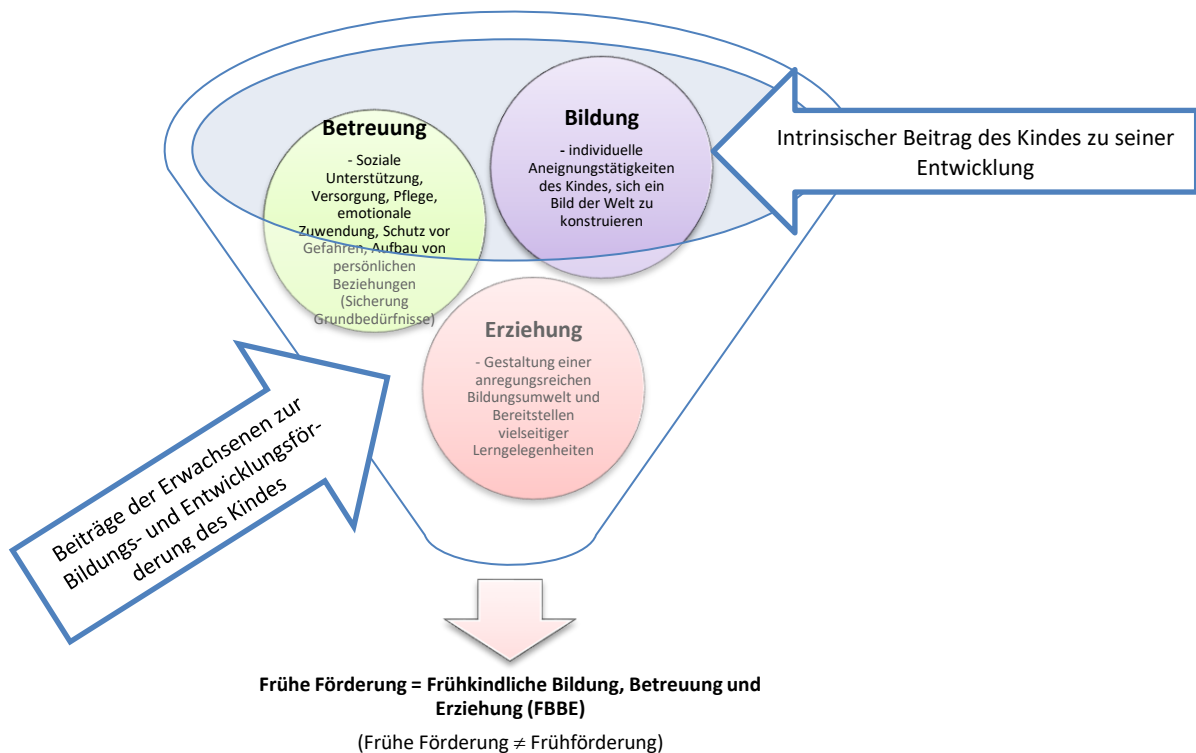 Betreuung
- Soziale
Unterstützung,
Versorgung, Pflege,
emotionale
Zuwendung, Schutz vor
Gefahren, Aufbau von
persönlichen
Beziehungen
(Sicherung
Grundbedürfnisse)
Bildung
- individuelle
Aneignungstätigkeiten
des Kindes, sich ein
Bild der Welt zu
konstruieren
Intrinsischer Beitrag des Kindes zu seiner
Entwicklung
Erziehung
- Gestaltung einer
anregungsreichen
Bildungsumwelt und
Bereitstellen
vielseitiger
Lerngelegenheiten
Beiträge der Erwachsenen zur
Bildungs- und Entwicklungsför-
derung des Kindes
Frühe Förderung = Frühkindliche Bildung, Betreuung und
Erziehung (FBBE)
(Frühe Förderung ≠ Frühförderung)